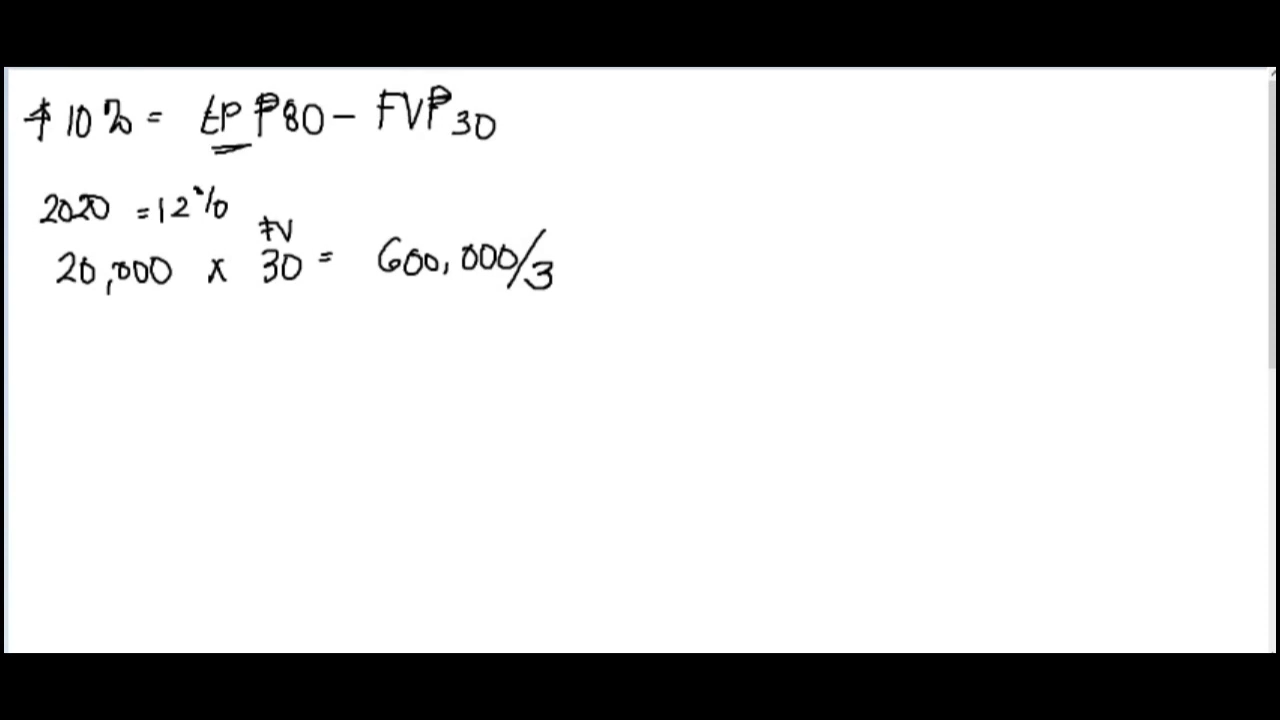 10% = EP ₱80 - FV ₱30
2020 = 12%
FV
20,000 x 30 = 600,000/3